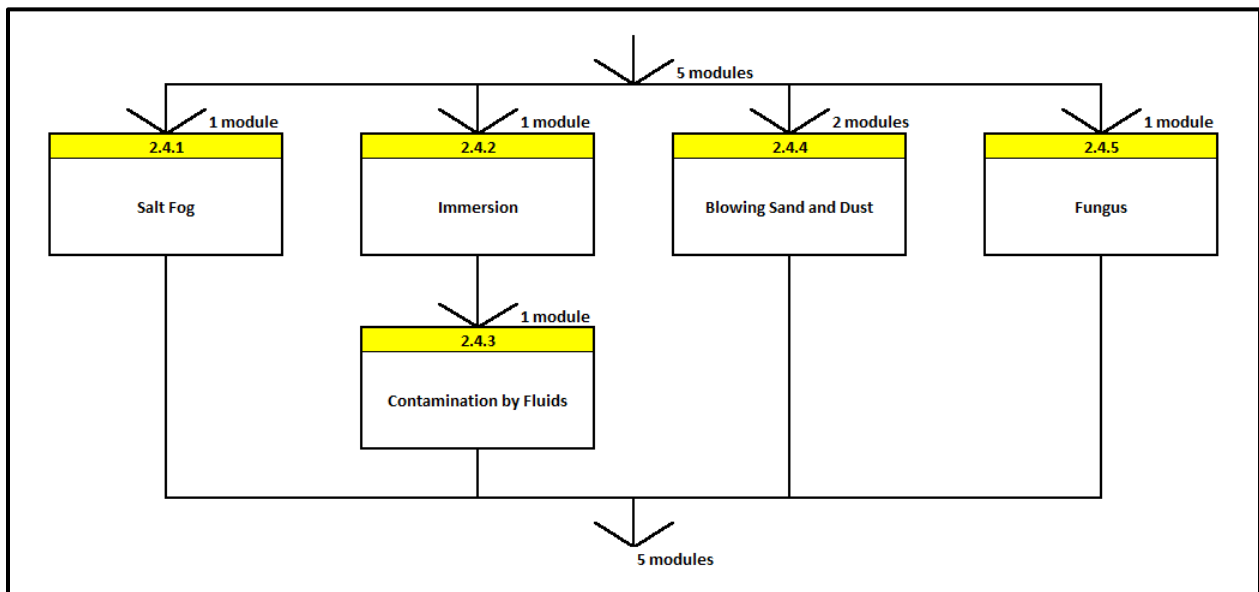 5 modules
1 module
1 module
2 modules
1 module
2.4.1
2.4.2
2.4.4
2.4.5
Salt Fog
Immersion
Blowing Sand and Dust
Fungus
1 module
2.4.3
Contamination by Fluids
5 modules